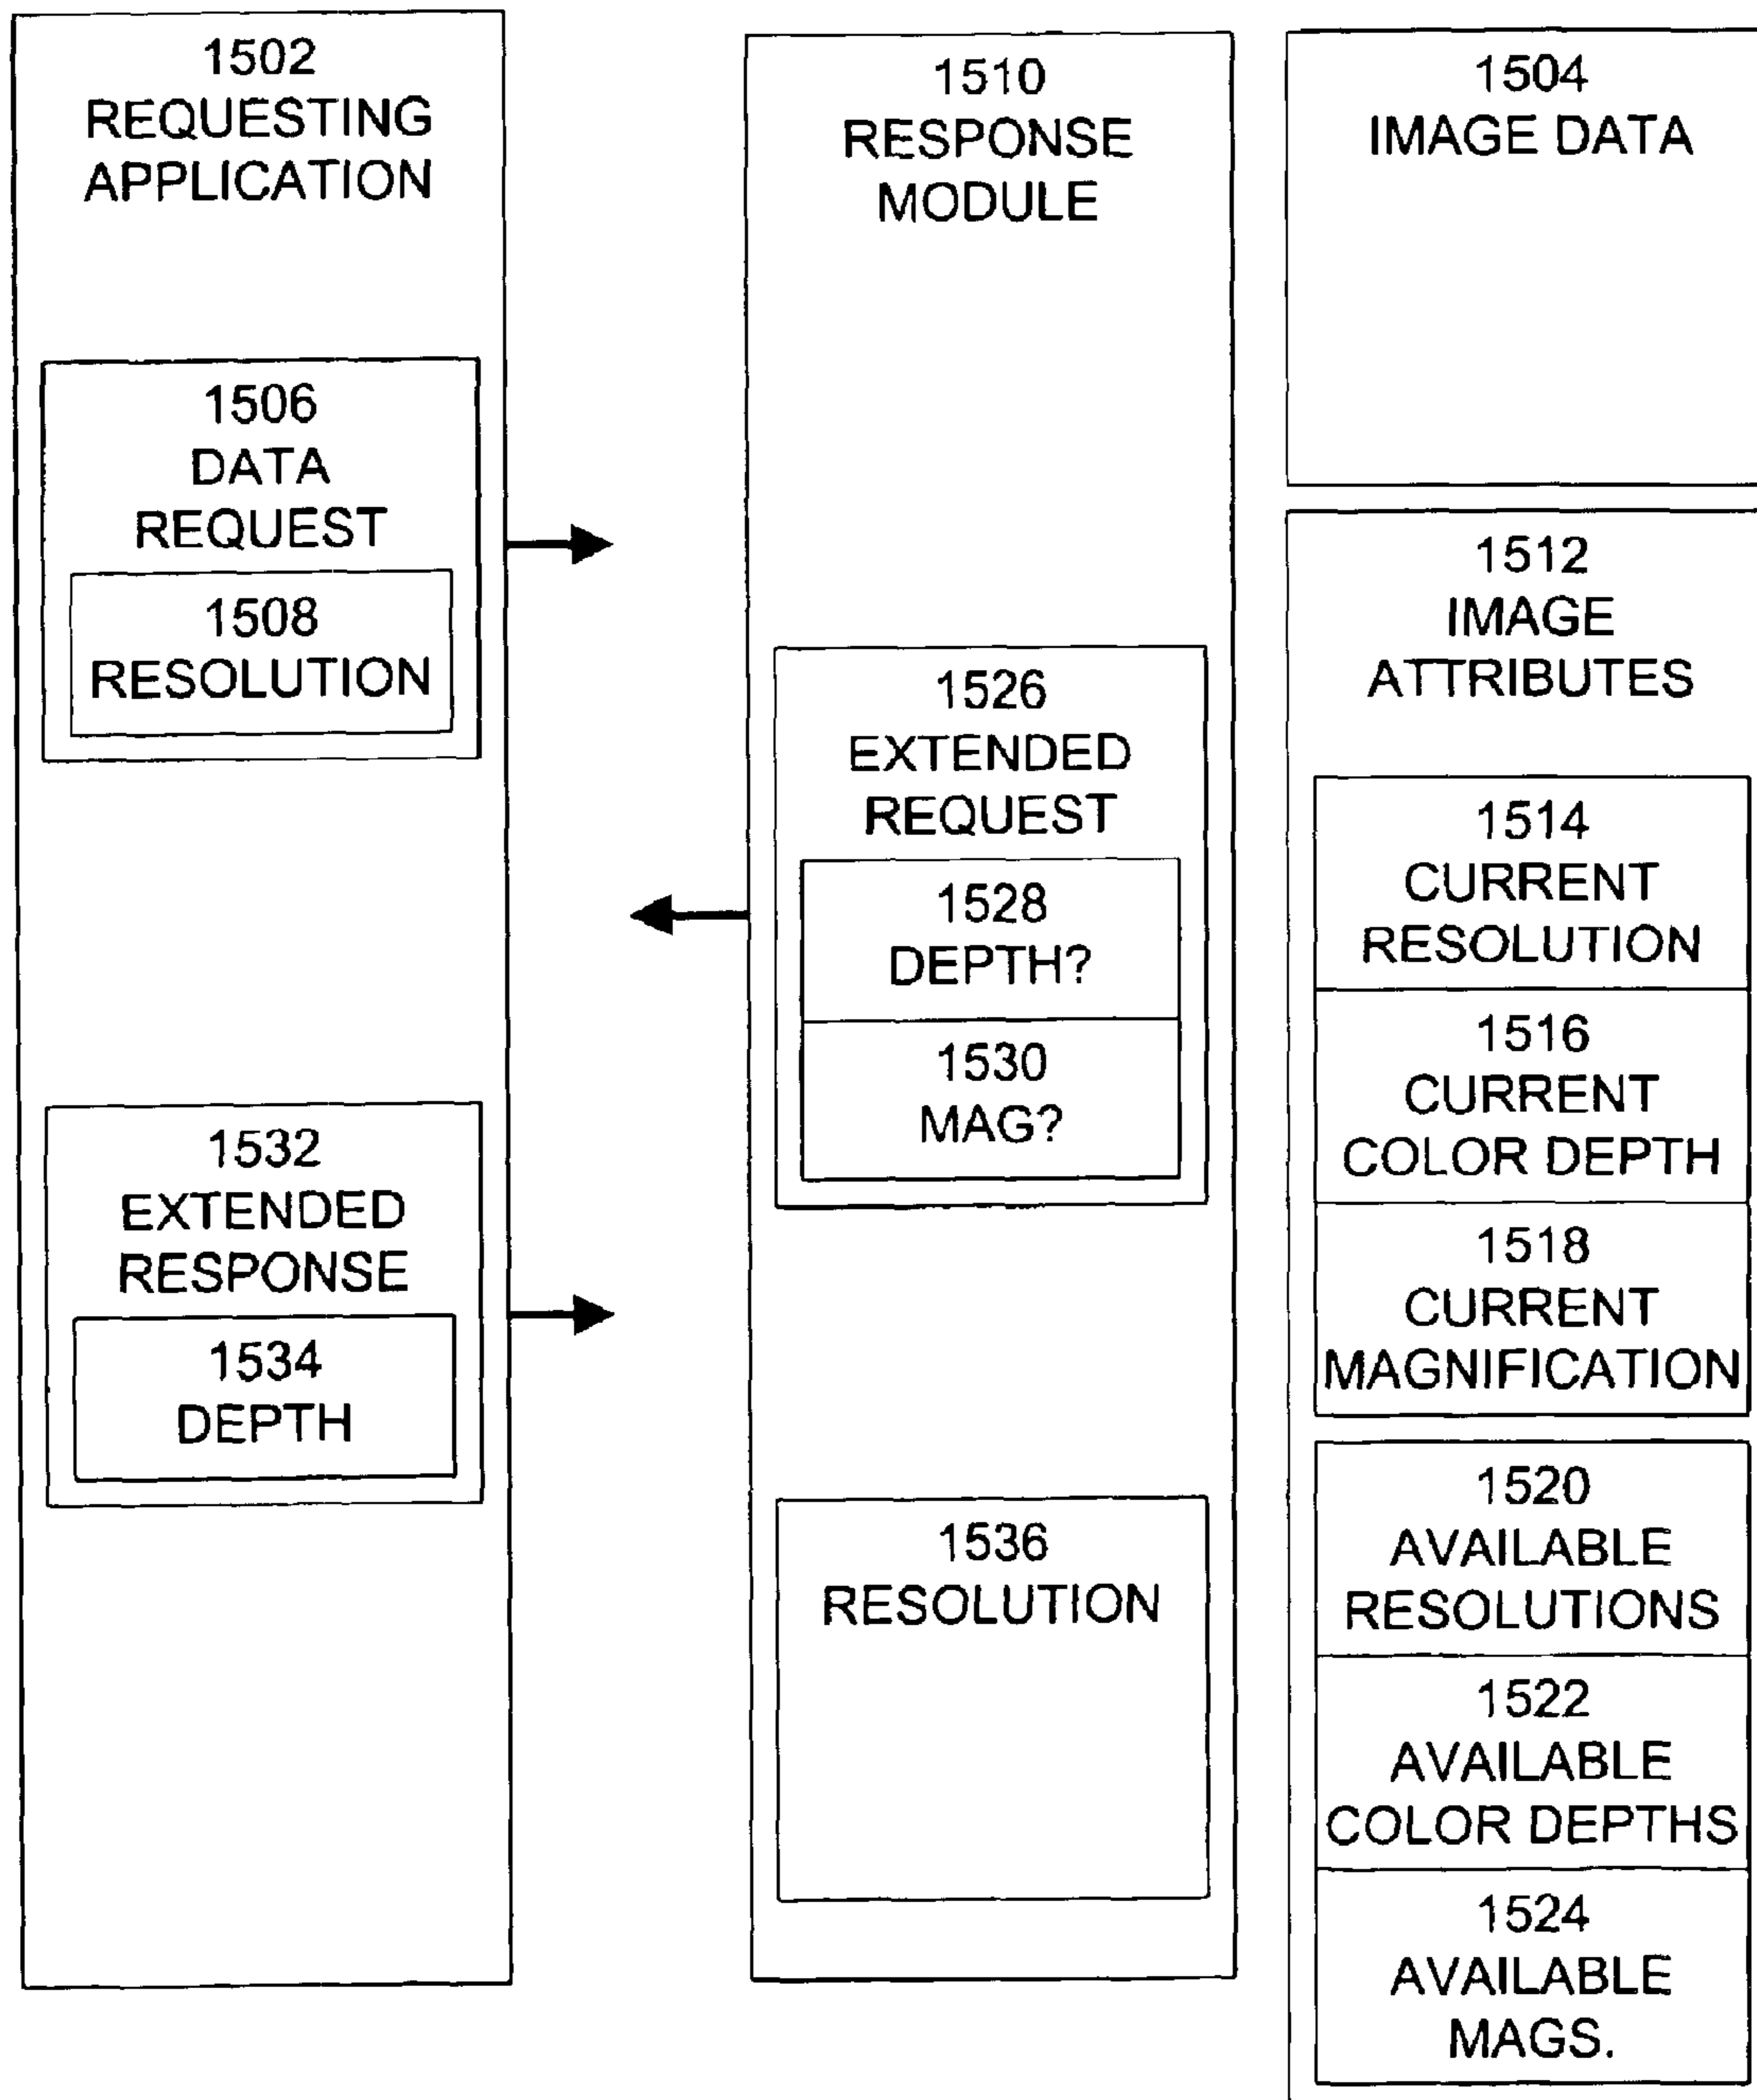 1502
REQUESTING
APPLICATION
1506
DATA
REQUEST
1508
RESOLUTION
1532
EXTENDED
RESPONSE
1534
DEPTH
1510
RESPONSE
MODULE
1526
EXTENDED
REQUEST
1528
DEPTH?
1530
MAG?
1536
RESOLUTION
1504
IMAGE DATA
1512
IMAGE
ATTRIBUTES
1514
CURRENT
RESOLUTION
1516
CURRENT
COLOR DEPTH
1518
CURRENT
MAGNIFICATION
1520
AVAILABLE
RESOLUTIONS
1522
AVAILABLE
COLOR DEPTHS
1524
AVAILABLE
MAGS.